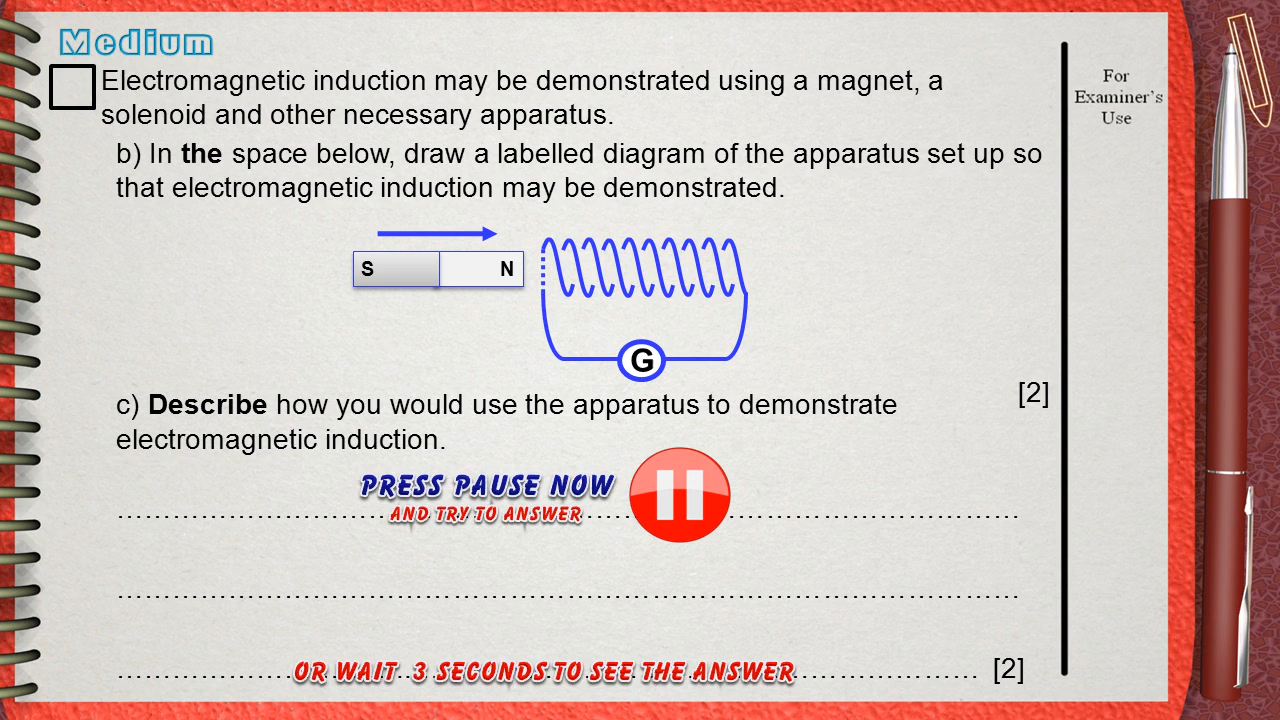 Medium
Electromagnetic induction may be demonstrated using a magnet, a
solenoid and other necessary apparatus.
For
Examiner's
Use
b) In the space below, draw a labelled diagram of the apparatus set up so
that electromagnetic induction may be demonstrated.
S N
G
[2]
c) Describe how you would use the apparatus to demonstrate
electromagnetic induction.
PRESS PAUSE NOW
AND TRY TO ANSWER
OR WAIT 3 SECONDS TO SEE THE ANSWER
[2]